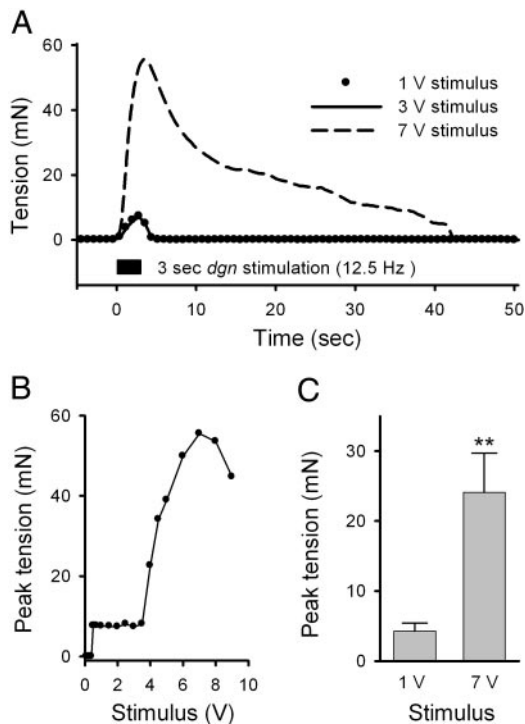 A
60
40
20
0
Tension (mN)
1 V stimulus
3 V stimulus
7 V stimulus
3 sec dgn stimulation (12.5 Hz )
0 10 20 30 40 50
Time (sec)
B
60
40
20
0
Peak tension (mN)
0 2 4 6 8 10
Stimulus (V)
C
30
20
10
0
Peak tension (mN)
**
1 V 7 V
Stimulus